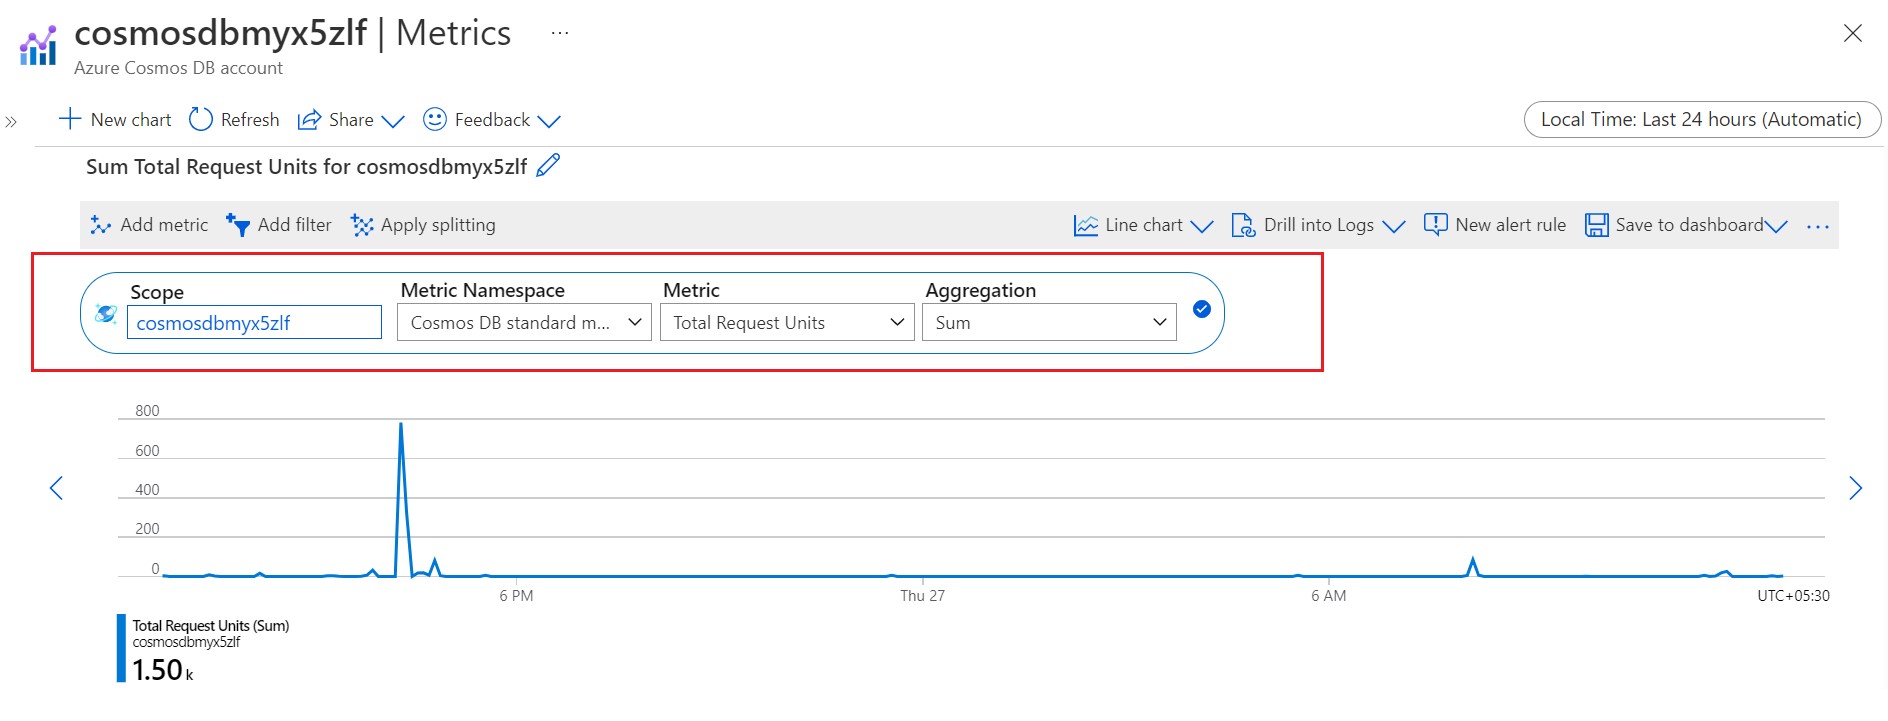 cosmosdbmyx5zlf | Metrics ...
Azure Cosmos DB account
New chart Refresh Share Feedback Local Time: Last 24 hours (Automatic)
Sum Total Request Units for cosmosdbmyx5zlf
Add metric Add filter Apply splitting Line chart Drill into Logs New alert rule Save to dashboard ...
Scope Metric Namespace Metric Aggregation
cosmosdbmyx5zlf Cosmos DB standard m... Total Request Units Sum
800
600
400
200
0
6 PM Thu 27 6 AM UTC+05:30
Total Request Units (Sum)
cosmosdbmyx5zlf
1.50 k